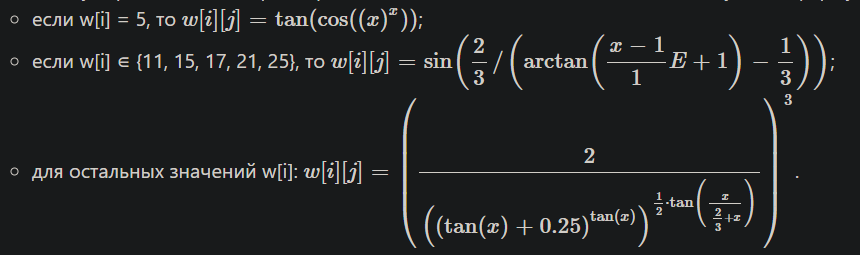 если w[i] = 5, то w[i][j] = tan(cos((x)^x));
если w[i] ∈ {11, 15, 17, 21, 25}, то w[i][j] = sin(2/3 / (arctan((x − 1)/1 E + 1) − 1/3));
для остальных значений w[i]: w[i][j] = (2 / ((tan(x) + 0.25)^tan(x))^(1/2 · tan(x/(2/3 + x))))^3.